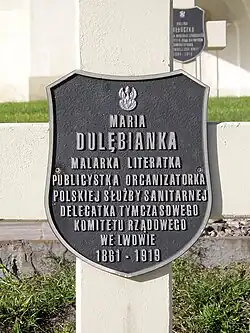 MARIA
DULĘBIANKA
MALARKA LITERATKA
PUBLICYSTKA ORGANIZATORKA
POLSKIEJ SŁUŻBY SANITARNEJ
DELEGATKA TYMCZASOWEGO
KOMITETU RZĄDOWEGO
WE LWOWIE
1861 - 1919